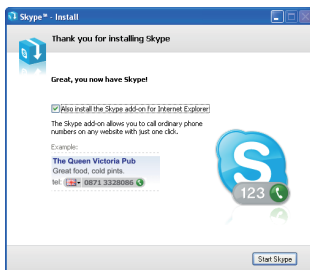 Skype™ - Install
Thank you for installing Skype
Great, you now have Skype!
Also install the Skype add-on for Internet Explorer
The Skype add-on allows you to call ordinary phone
numbers on any website with just one click.
Example:
The Queen Victoria Pub
Great food, cold pints.
tel: 0871 3328086
S
123
Start Skype